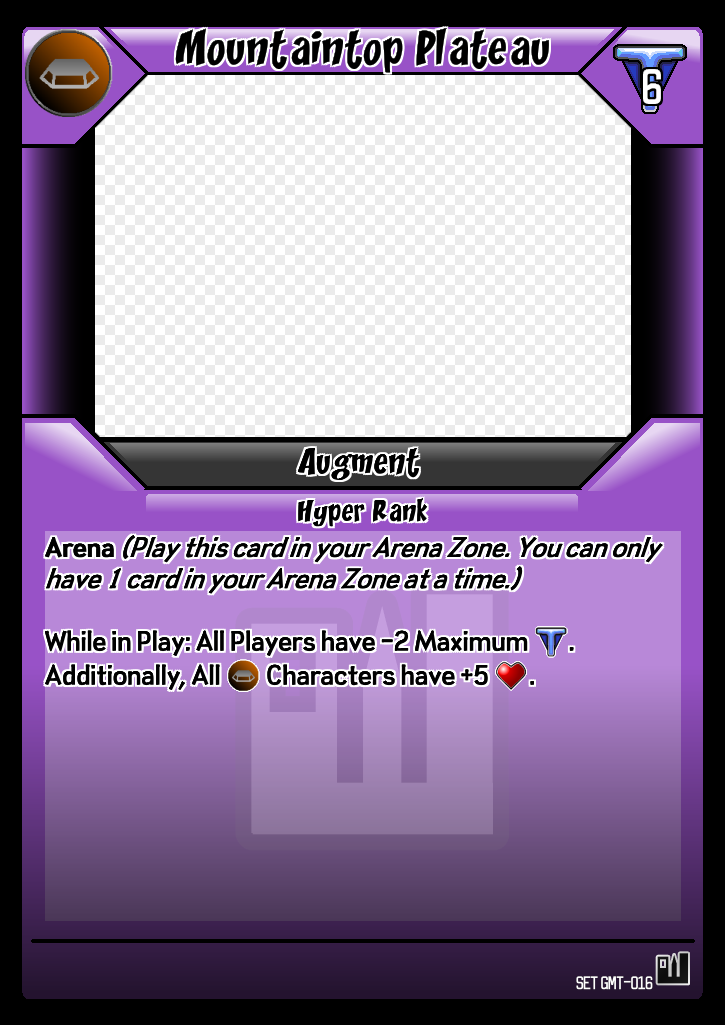 Mountaintop Plateau
6
Augment
Hyper Rank
Arena (Play this card in your Arena Zone. You can only
have 1 card in your Arena Zone at a time.)
While in Play: All Players have -2 Maximum T.
Additionally, All Characters have +5 .
SET GMT-016